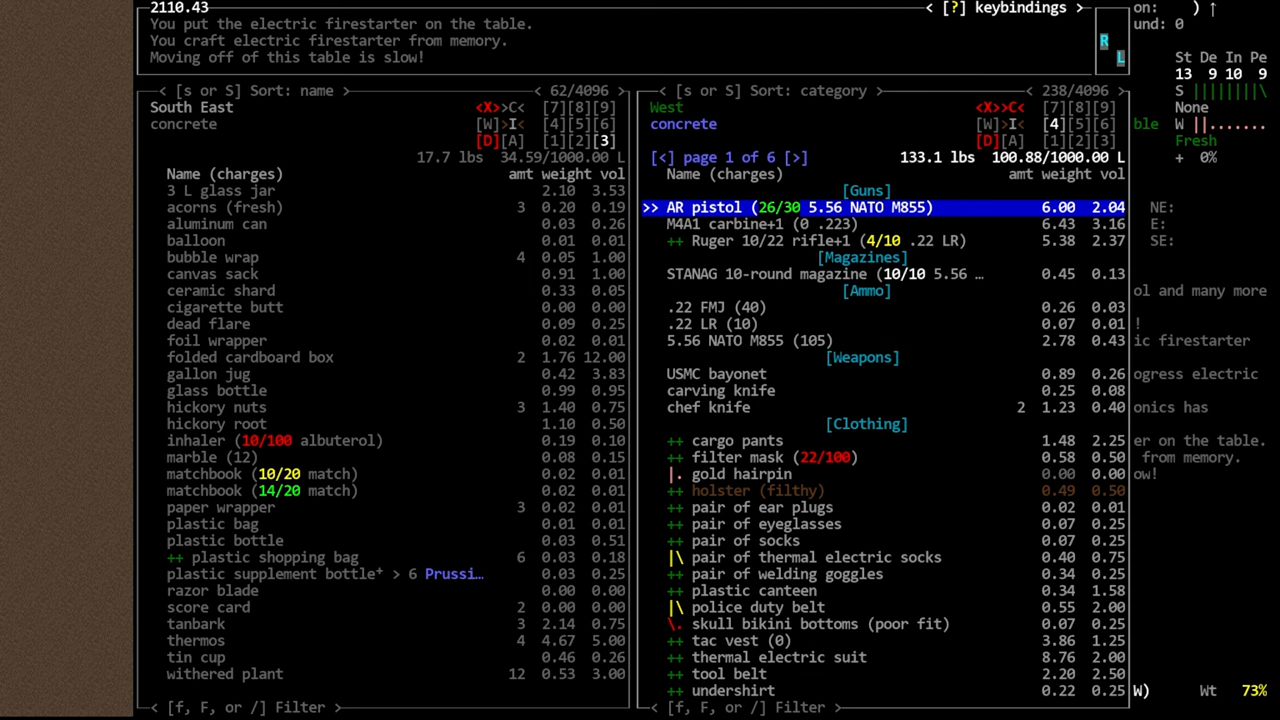 2110.43
< [?] keybindings >
on: ) ↑
You put the electric firestarter on the table.
und: 0
You craft electric firestarter from memory.
R
Moving off of this table is slow!
L
St De In Pe
13 9 10 9
S ||||||||\
None
W ||.......
ble
Fresh
+ 0%
< [s or S] Sort: name >
62/4096 >
South East
<X>>C< [7][8][9]
concrete
[W]>I< [4][5][6]
[D][A] [1][2][3]
17.7 lbs 34.59/1000.00 L
Name (charges) amt weight vol
3 L glass jar 2.10 3.53
acorns (fresh) 3 0.20 0.19
aluminum can 0.03 0.26
balloon 0.01 0.01
bubble wrap 4 0.05 1.00
canvas sack 0.91 1.00
ceramic shard 0.33 0.05
cigarette butt 0.00 0.00
dead flare 0.09 0.25
foil wrapper 0.02 0.01
folded cardboard box 2 1.76 12.00
gallon jug 0.42 3.83
glass bottle 0.99 0.95
hickory nuts 3 1.40 0.75
hickory root 1.10 0.50
inhaler (10/100 albuterol) 0.19 0.10
marble (12) 0.08 0.15
matchbook (10/20 match) 0.02 0.01
matchbook (14/20 match) 0.02 0.01
paper wrapper 3 0.02 0.01
plastic bag 0.01 0.01
plastic bottle 0.03 0.51
++ plastic shopping bag 6 0.03 0.18
plastic supplement bottle⁺ > 6 Prussi… 0.03 0.25
razor blade 0.00 0.00
score card 2 0.00 0.00
tanbark 3 2.14 0.75
thermos 4 4.67 5.00
tin cup 0.46 0.26
withered plant 12 0.53 3.00
< [f, F, or /] Filter >
< [s or S] Sort: category >
< 238/4096 >
West
<X>>C< [7][8][9]
concrete
[W]>I< [4][5][6]
[D][A] [1][2][3]
[<] page 1 of 6 [>] 133.1 lbs 100.88/1000.00 L
Name (charges) amt weight vol
[Guns]
>> AR pistol (26/30 5.56 NATO M855) 6.00 2.04
M4A1 carbine+1 (0 .223) 6.43 3.16
++ Ruger 10/22 rifle+1 (4/10 .22 LR) 5.38 2.37
[Magazines]
STANAG 10-round magazine (10/10 5.56 … 0.45 0.13
[Ammo]
.22 FMJ (40) 0.26 0.03
.22 LR (10) 0.07 0.01
5.56 NATO M855 (105) 2.78 0.43
[Weapons]
USMC bayonet 0.89 0.26
carving knife 0.25 0.08
chef knife 2 1.23 0.40
[Clothing]
++ cargo pants 1.48 2.25
++ filter mask (22/100) 0.58 0.50
|. gold hairpin 0.00 0.00
++ holster (filthy) 0.49 0.50
++ pair of ear plugs 0.02 0.01
++ pair of eyeglasses 0.07 0.25
++ pair of socks 0.07 0.25
|\ pair of thermal electric socks 0.40 0.75
++ pair of welding goggles 0.34 0.25
++ plastic canteen 0.34 1.58
|\ police duty belt 0.55 2.00
\. skull bikini bottoms (poor fit) 0.07 0.25
++ tac vest (0) 3.86 1.25
++ thermal electric suit 8.76 2.00
++ tool belt 2.20 2.50
++ undershirt 0.22 0.25
< [f, F, or /] Filter >
NE:
E:
SE:
ol and many more
!
ic firestarter
ogress electric
onics has
er on the table.
from memory.
ow!
W) Wt 73%